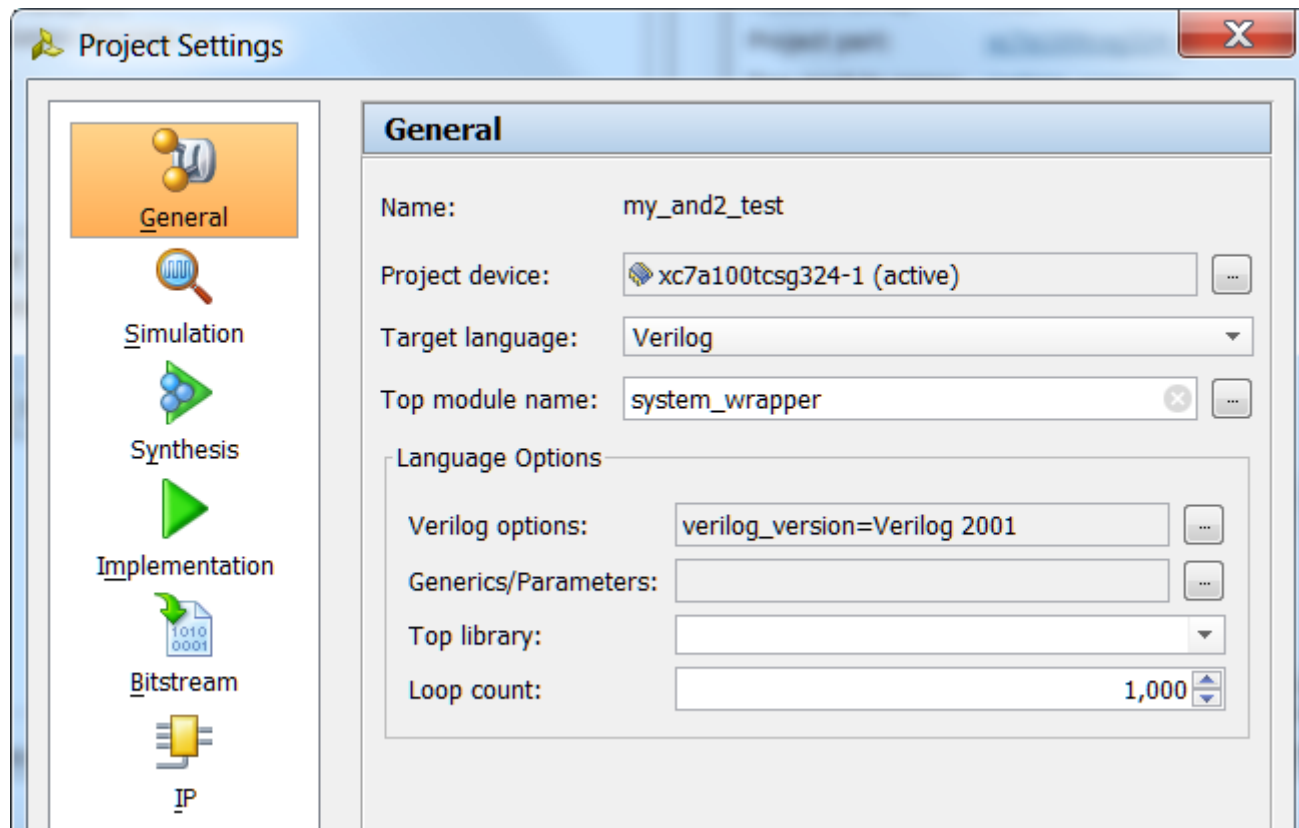 Project Settings
General
Simulation
Synthesis
Implementation
1010
0001
Bitstream
IP
General
Name: my_and2_test
Project device: xc7a100tcsg324-1 (active) ...
Target language: Verilog
Top module name: system_wrapper ...
Language Options
Verilog options: verilog_version=Verilog 2001 ...
Generics/Parameters: ...
Top library:
Loop count: 1,000